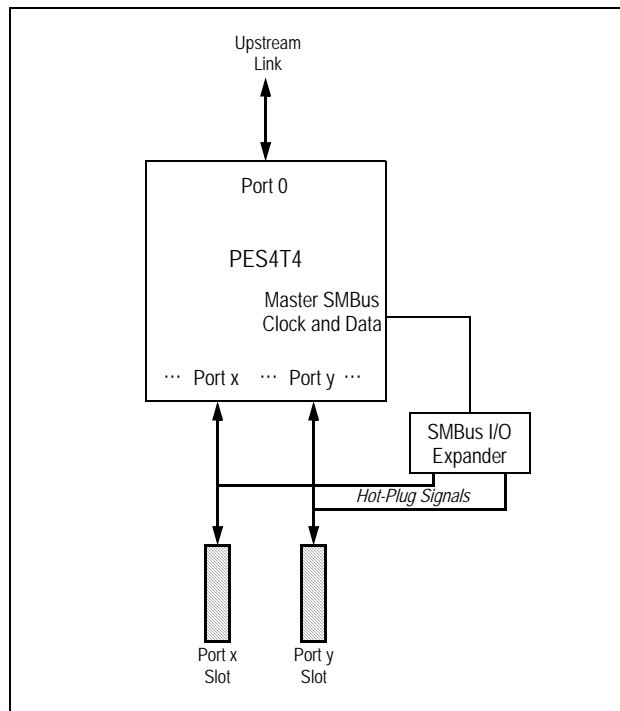 Upstream
Link
Port 0
PES4T4
Master SMBus
Clock and Data
··· Port x ··· Port y ···
SMBus I/O
Expander
Hot-Plug Signals
Port x
Slot
Port y
Slot